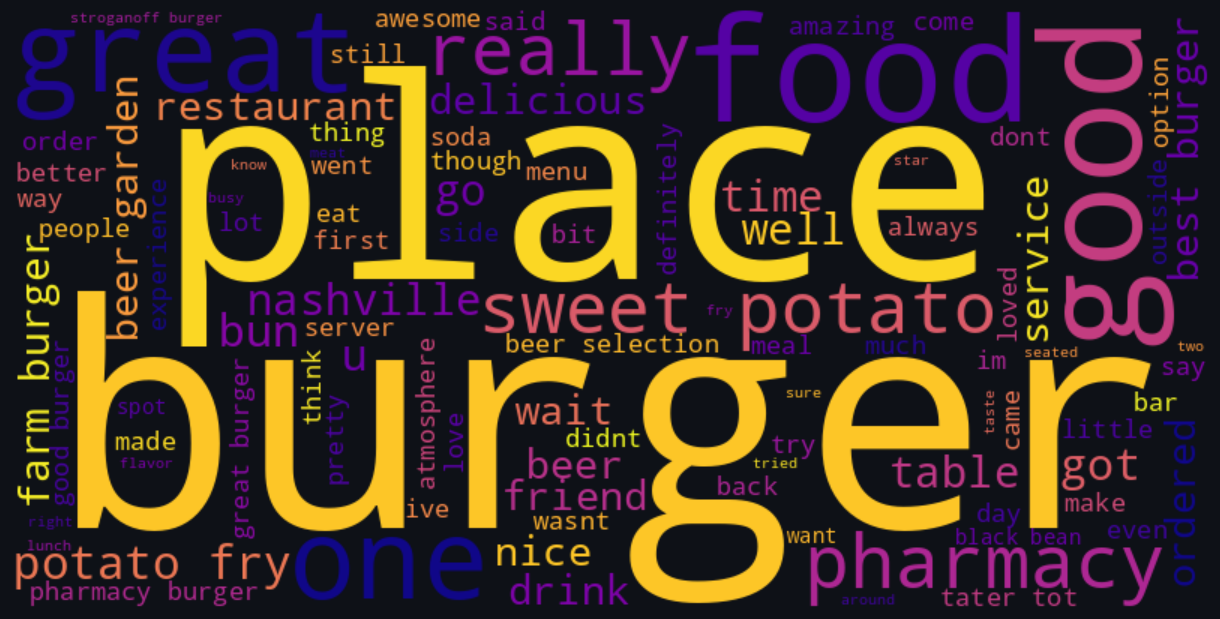 stroganoff burger
awesome
said
amazing
come
great
still
really
food
good
best burger
option
restaurant
delicious
beer garden
order
thing
soda
dont
place
meat
know
went
though
menu
definitely
star
better
way
busy
go
time
outside
people
experience
lot
eat
first
side
bit
well
always
service
farm burger
nashville
sweet potato
fry
loved
bun
server
beer selection
meal
much
im
seated
two
say
good burger
u
think
atmosphere
burger
sure
taste
came
bar
spot
made
flavor
great burger
pretty
love
wait
didnt
try
little
beer
tried
table
got
ordered
friend
back
make
right
ive
wasnt
day
lunch
want
black bean
even
potato fry
one
nice
pharmacy
pharmacy burger
drink
around
tater tot